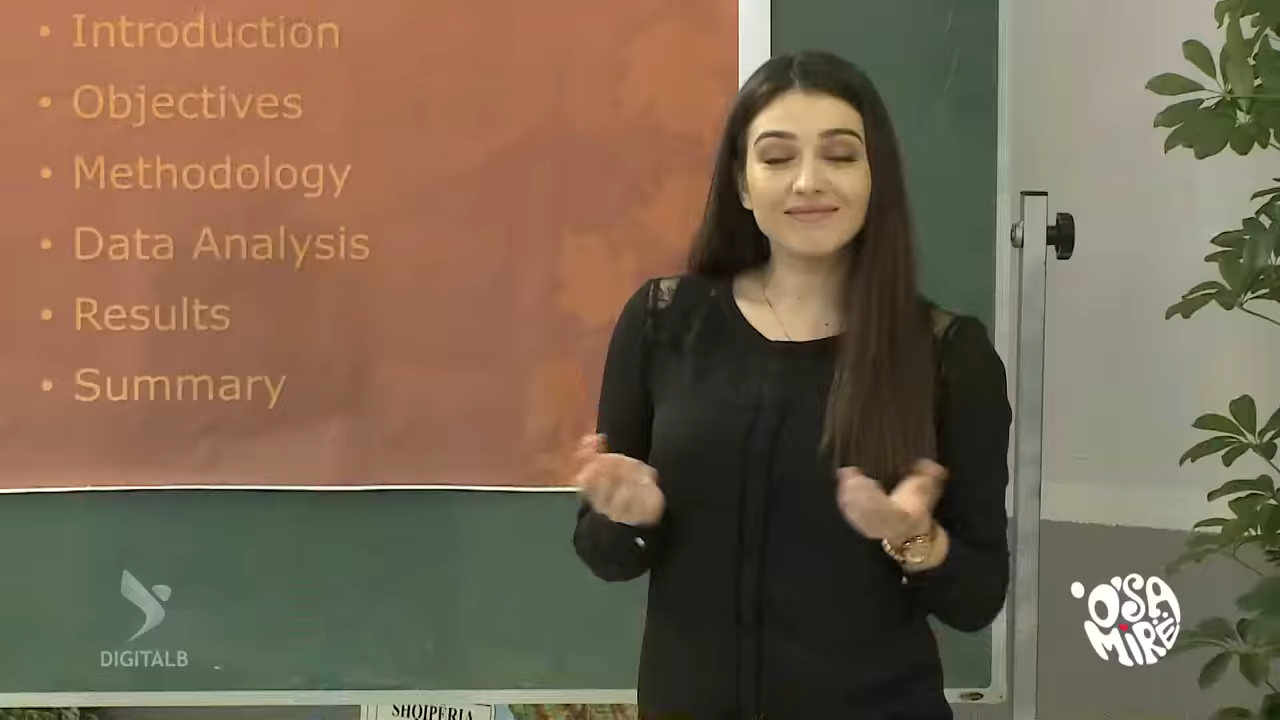 • Introduction
• Objectives
• Methodology
• Data Analysis
• Results
• Summary
DIGITALB
O'SA
MIRË
SHQIPËRIA